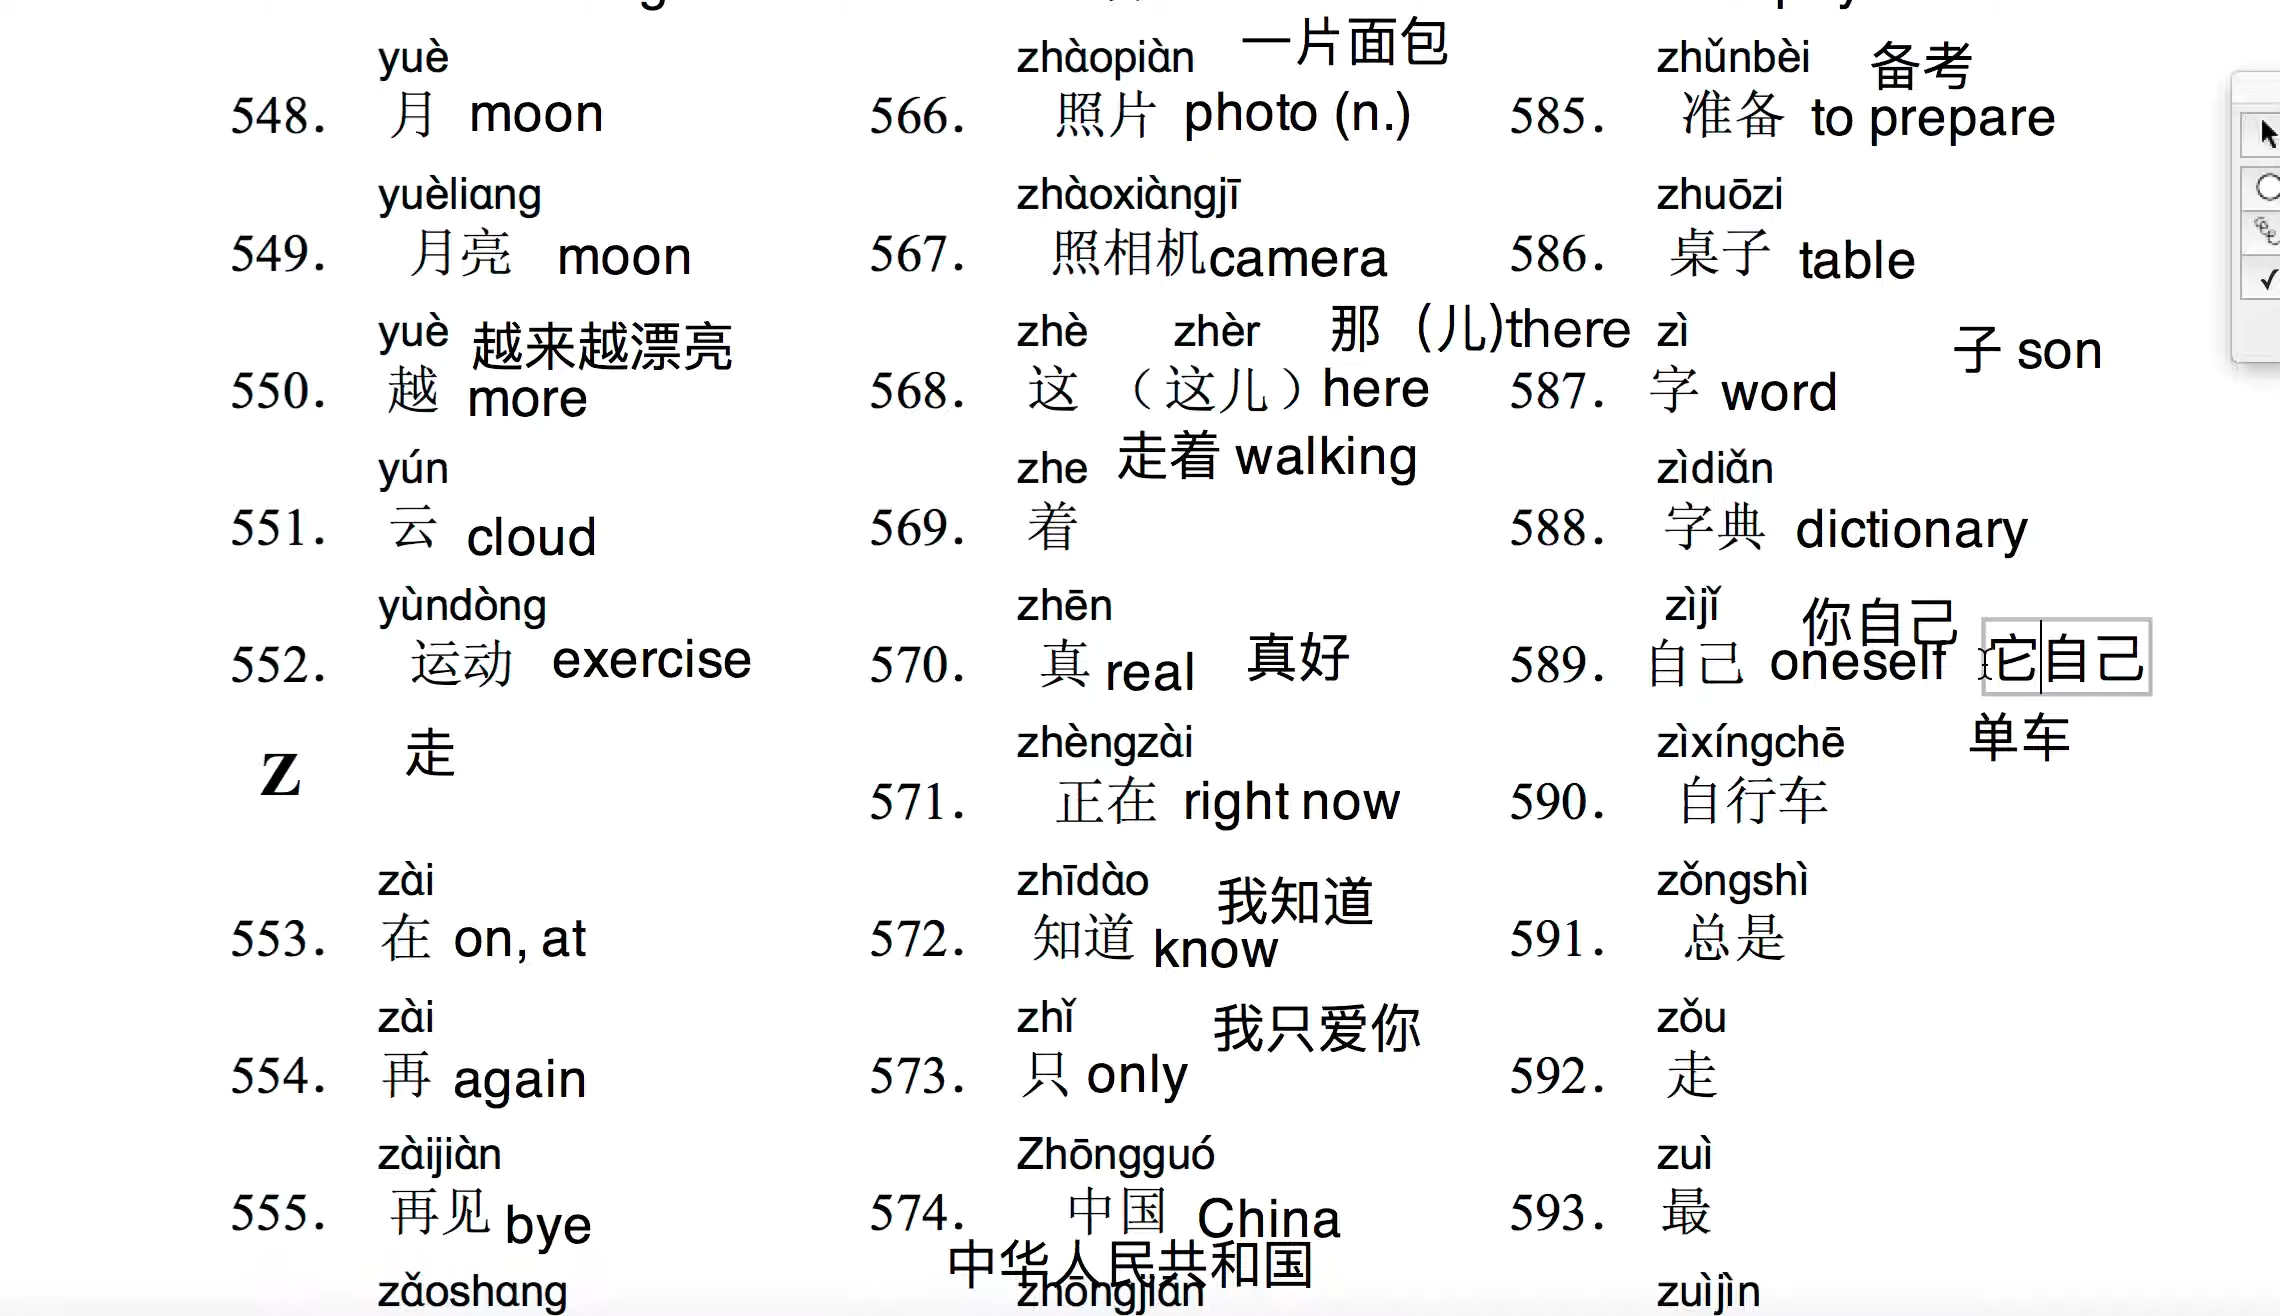 yuè
548. 月 moon
yuèliang
549. 月亮 moon
yuè 越来越漂亮
550. 越 more
yún
551. 云 cloud
yùndòng
552. 运动 exercise
Z 走
zài
553. 在 on, at
zài
554. 再 again
zàijiàn
555. 再见 bye
zǎoshang
zhàopiàn 一片面包
566. 照片 photo (n.)
zhàoxiàngjī
567. 照相机camera
zhè zhèr 那 (儿)there
568. 这 （这儿）here
zhe 走着 walking
569. 着
zhēn
570. 真 real 真好
zhèngzài
571. 正在 right now
zhīdào 我知道
572. 知道 know
zhǐ 我只爱你
573. 只 only
Zhōngguó
574. 中国 China
中华人民共和国
zhōngjiān
zhǔnbèi 备考
585. 准备 to prepare
zhuōzi
586. 桌子 table
zì 子 son
587. 字 word
zìdiǎn
588. 字典 dictionary
zìjǐ 你自己
589. 自己 oneself 它自己
zìxíngchē 单车
590. 自行车
zǒngshì
591. 总是
zǒu
592. 走
zuì
593. 最
zuìjìn